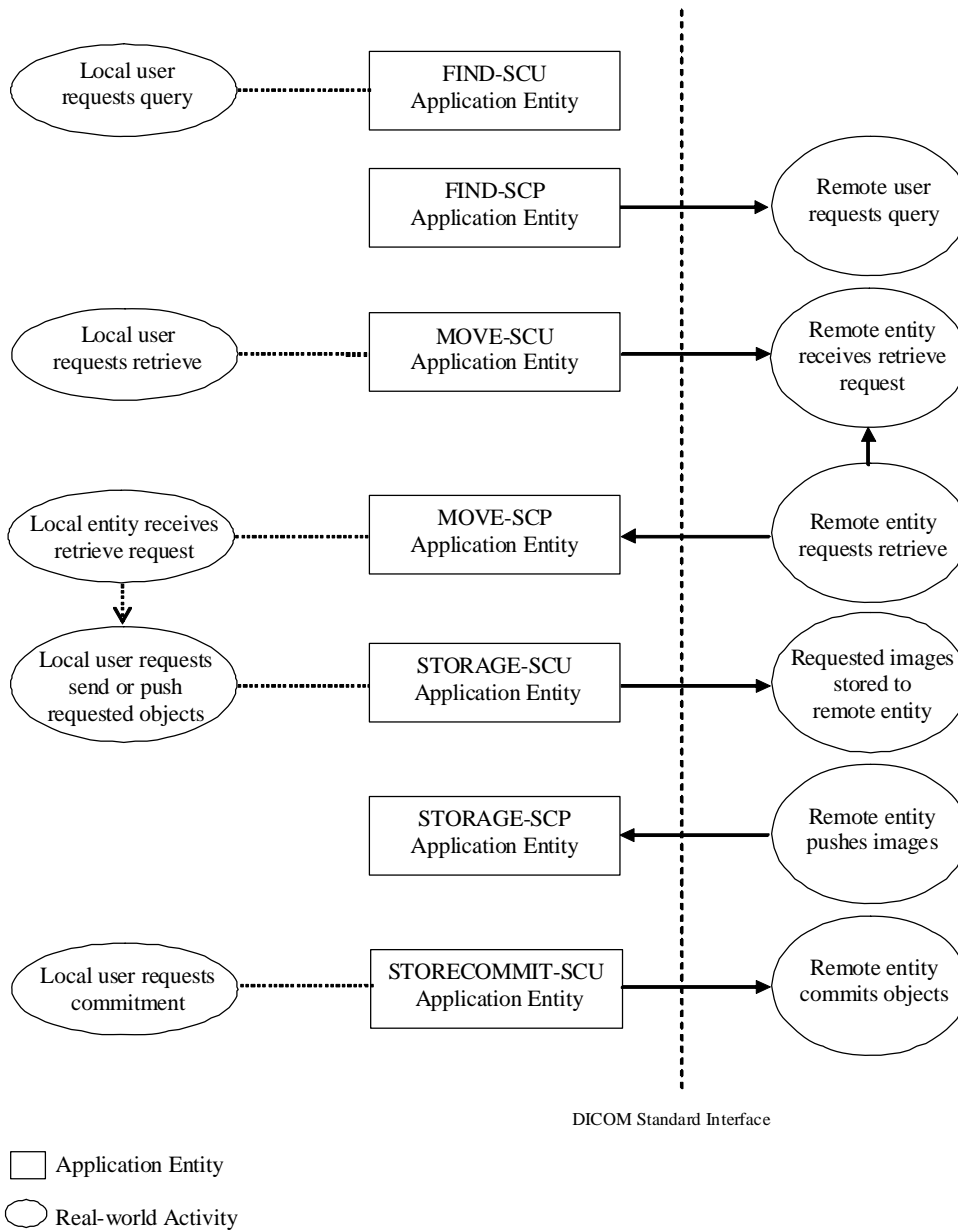 Local user
requests query
FIND-SCU
Application Entity
FIND-SCP
Application Entity
Remote user
requests query
Local user
requests retrieve
MOVE-SCU
Application Entity
Remote entity
receives retrieve
request
Local entity receives
retrieve request
MOVE-SCP
Application Entity
Remote entity
requests retrieve
Local user requests
send or push
requested objects
STORAGE-SCU
Application Entity
Requested images
stored to
remote entity
STORAGE-SCP
Application Entity
Remote entity
pushes images
Local user requests
commitment
STORECOMMIT-SCU
Application Entity
Remote entity
commits objects
DICOM Standard Interface
Application Entity
Real-world Activity